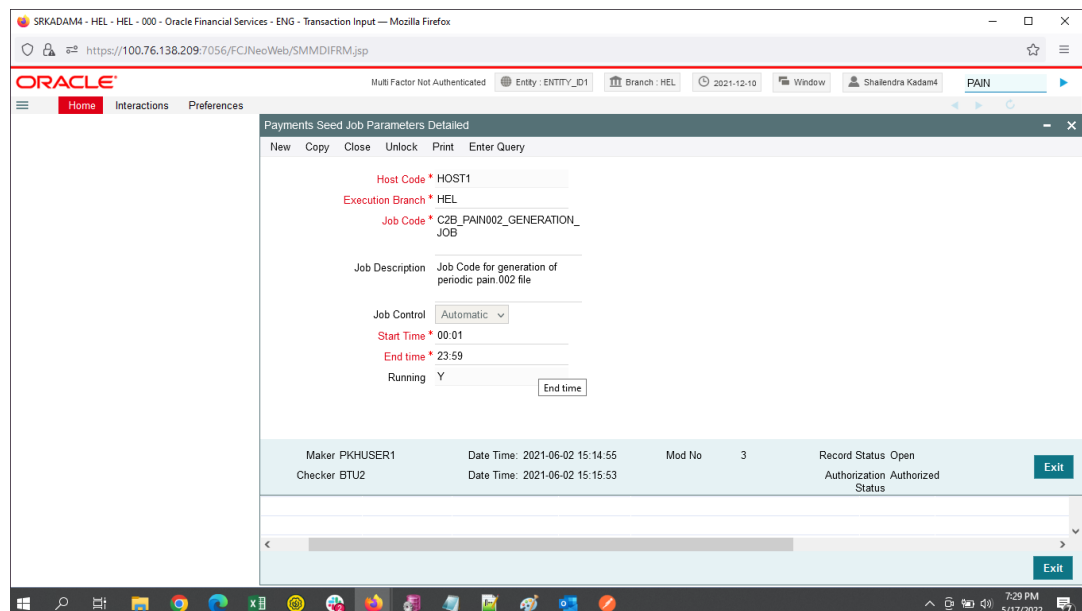 SRKADAM4 - HEL - HEL - 000 - Oracle Financial Services - ENG - Transaction Input — Mozilla Firefox
https://100.76.138.209:7056/FCJNeoWeb/SMMDIFRM.jsp
ORACLE Multi Factor Not Authenticated Entity : ENTITY_ID1 Branch : HEL 2021-12-10 Window Shailendra Kadam4 PAIN
Home Interactions Preferences
Payments Seed Job Parameters Detailed
New Copy Close Unlock Print Enter Query
Host Code * HOST1
Execution Branch * HEL
Job Code * C2B_PAIN002_GENERATION_
JOB
Job Description Job Code for generation of
periodic pain.002 file
Job Control Automatic
Start Time * 00:01
End time * 23:59
Running Y
End time
Maker PKHUSER1 Date Time: 2021-06-02 15:14:55 Mod No 3 Record Status Open
Checker BTU2 Date Time: 2021-06-02 15:15:53 Authorization Authorized
Status
Exit
Exit
7:29 PM
5/17/2022